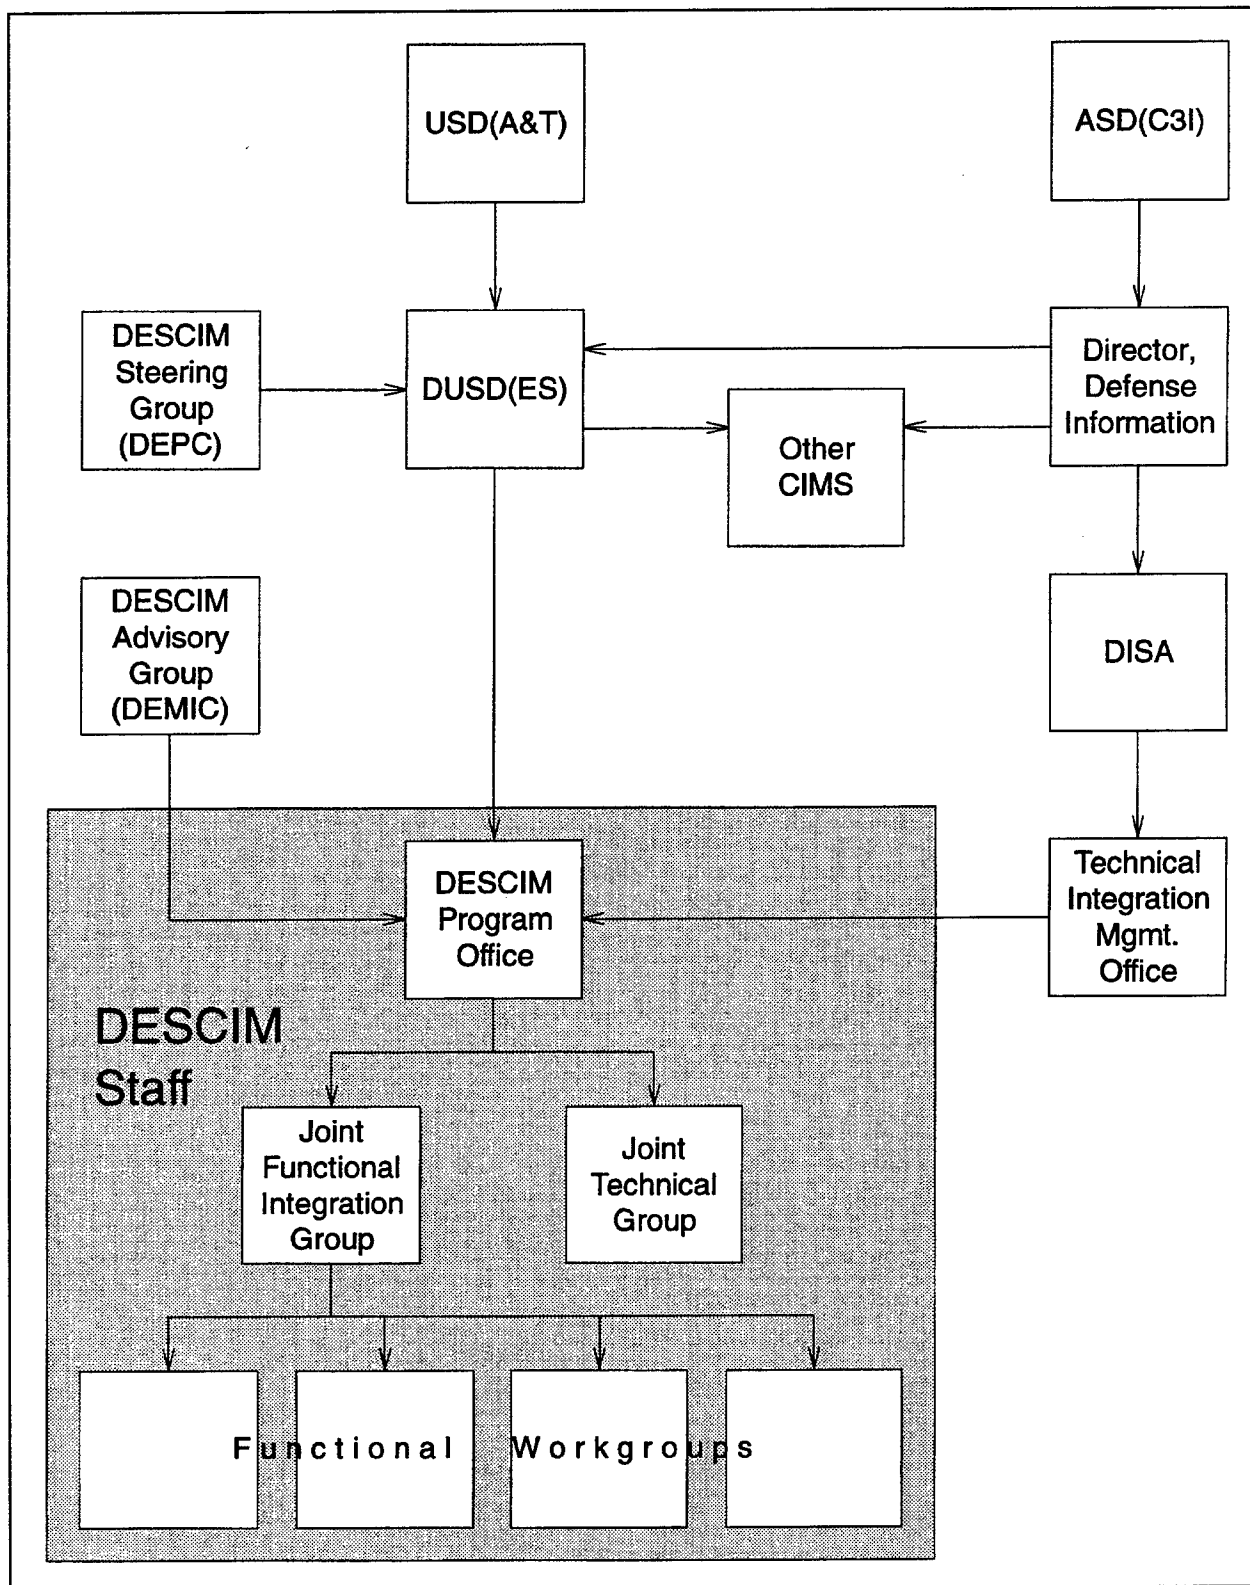 USD(A&T)
ASD(C3I)
DESCIM
Steering
Group
(DEPC)
DUSD(ES)
Other
CIMS
Director,
Defense
Information
DESCIM
Advisory
Group
(DEMIC)
DISA
DESCIM
Program
Office
Technical
Integration
Mgmt.
Office
DESCIM
Staff
Joint
Functional
Integration
Group
Joint
Technical
Group
Functional Workgroups